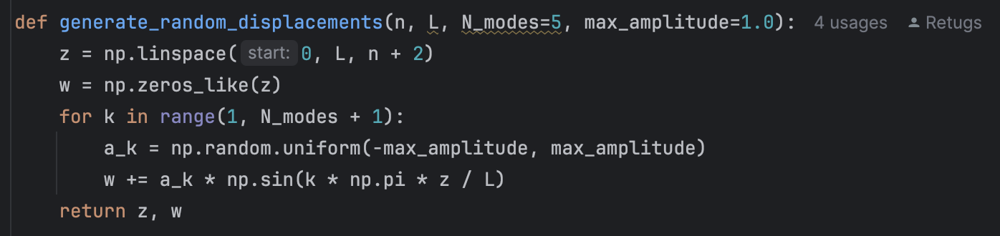 def generate_random_displacements(n, L, N_modes=5, max_amplitude=1.0): 4 usages Retugs
    z = np.linspace( start: 0, L, n + 2)
    w = np.zeros_like(z)
    for k in range(1, N_modes + 1):
        a_k = np.random.uniform(-max_amplitude, max_amplitude)
        w += a_k * np.sin(k * np.pi * z / L)
    return z, w